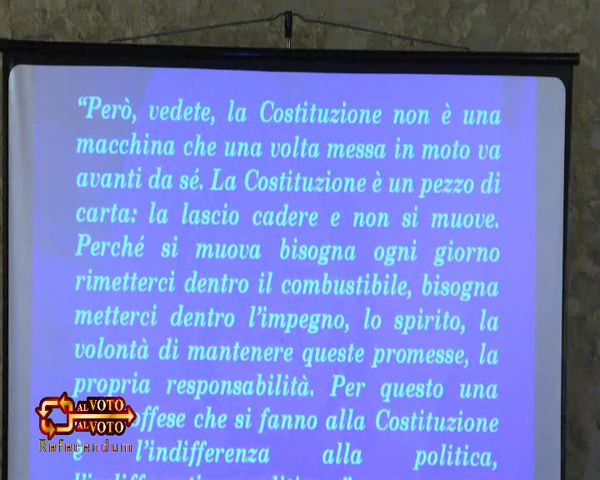 “Però, vedete, la Costituzione non è una
macchina che una volta messa in moto va
avanti da sé. La Costituzione è un pezzo di
carta: la lascio cadere e non si muove.
Perché si muova bisogna ogni giorno
rimetterci dentro il combustibile, bisogna
metterci dentro l'impegno, lo spirito, la
volontà di mantenere queste promesse, la
propria responsabilità. Per questo una
offese che si fanno alla Costituzione
è l'indifferenza alla politica,
AL VOTO,
AL VOTO
Referendum